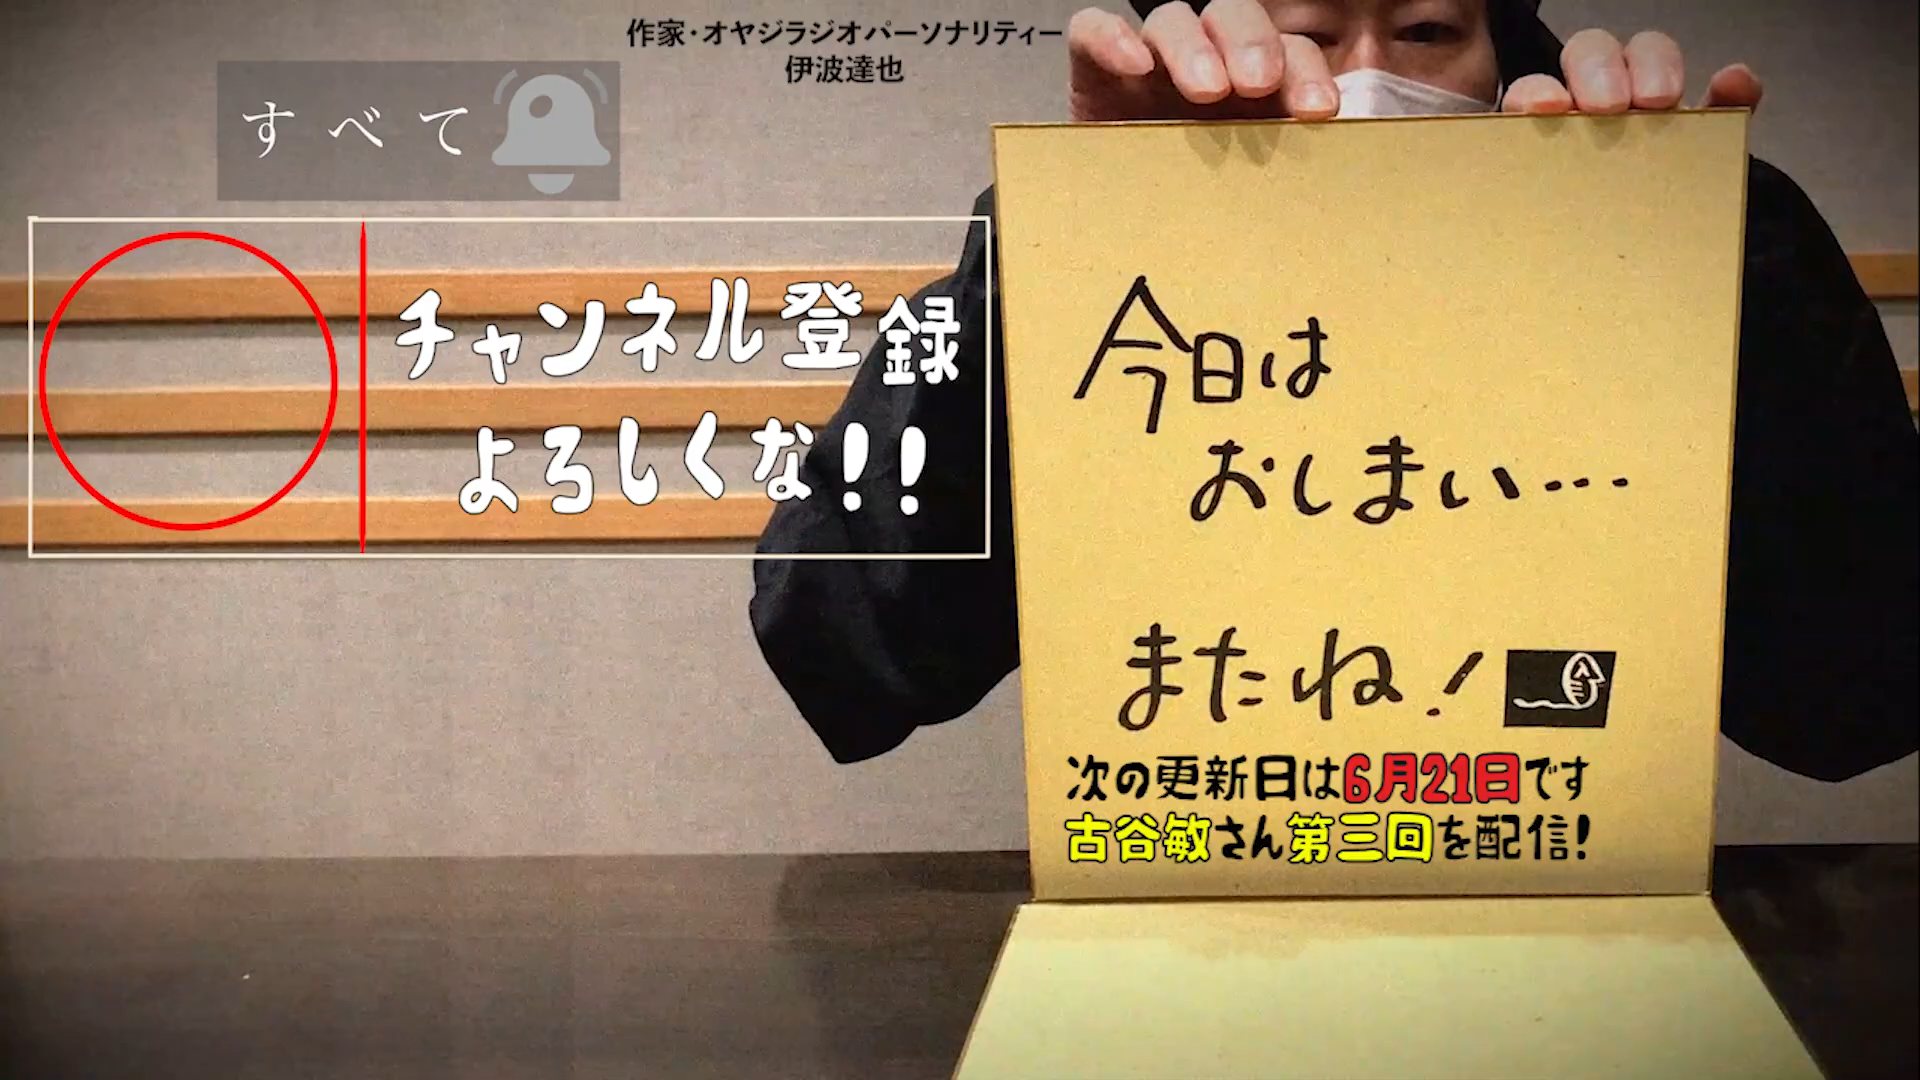 作家・オヤジラジオパーソナリティー
伊波達也
すべて
チャンネル登録
よろしくな!!
今日は
おしまい…
またね!
次の更新日は6月21日です
古谷敏さん第三回を配信!